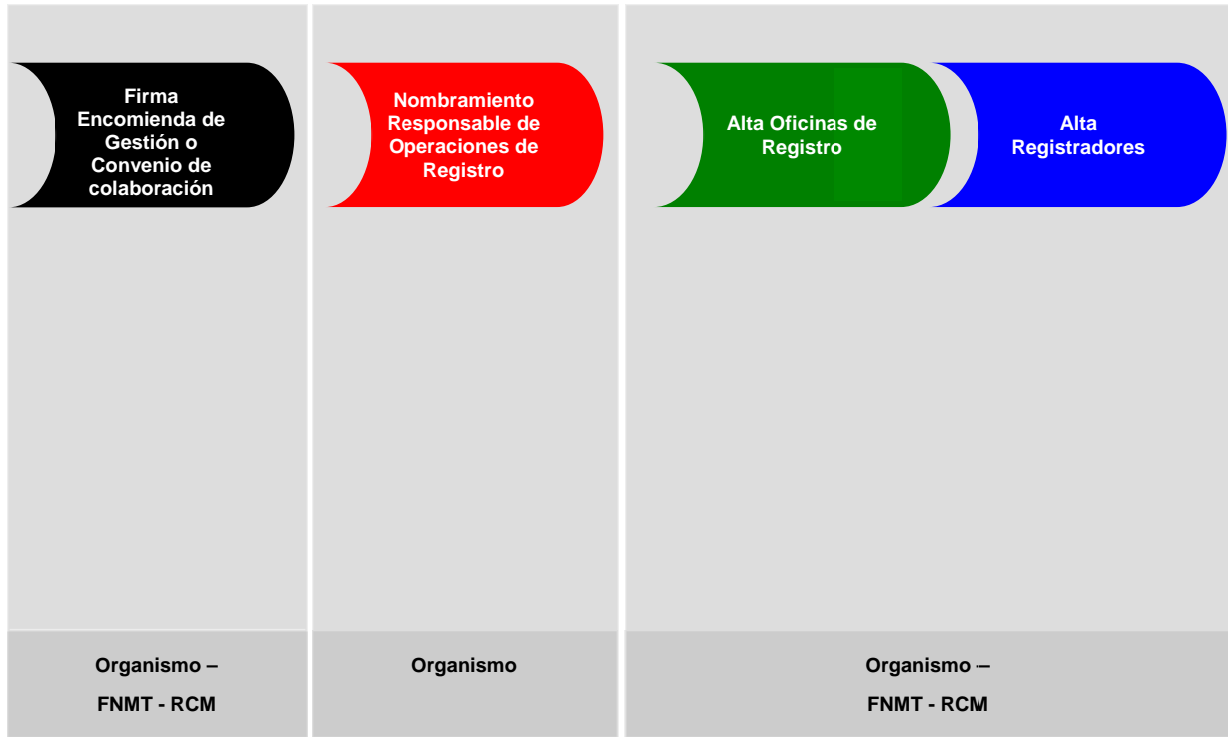 Firma
Encomienda de
Gestión o
Convenio de
colaboración
Nombramiento
Responsable de
Operaciones de
Registro
Alta Oficinas de
Registro
Alta
Registradores
Organismo –
FNMT - RCM
Organismo
Organismo –
FNMT - RCM